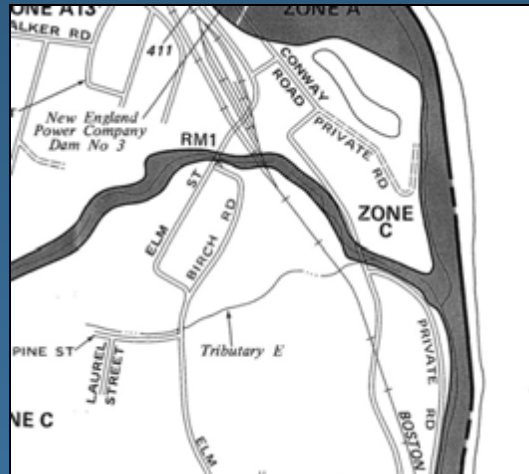 ONE A13
ZONE A
ALKER RD
411
CONWAY
ROAD
New England
Power Company
Dam No 3
PRIVATE RD
RM1
ZONE
C
ELM ST
BIRCH RD
PINE ST
Tributary E
LAUREL
STREET
PRIVATE RD
NE C
ELM
BOSTON